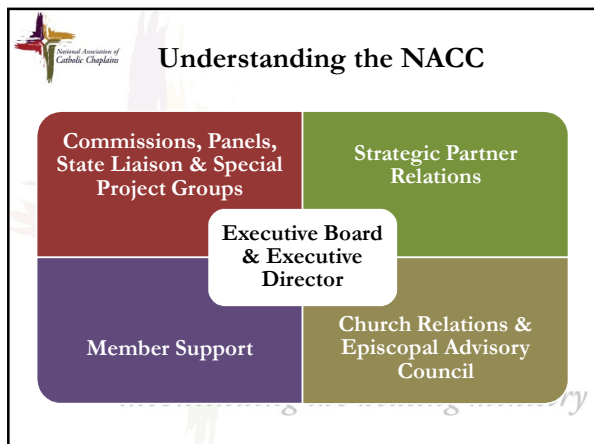 National Association of
Catholic Chaplains
Understanding the NACC
Commissions, Panels,
State Liaison & Special
Project Groups
Strategic Partner
Relations
Executive Board
& Executive
Director
Member Support
Church Relations &
Episcopal Advisory
Council